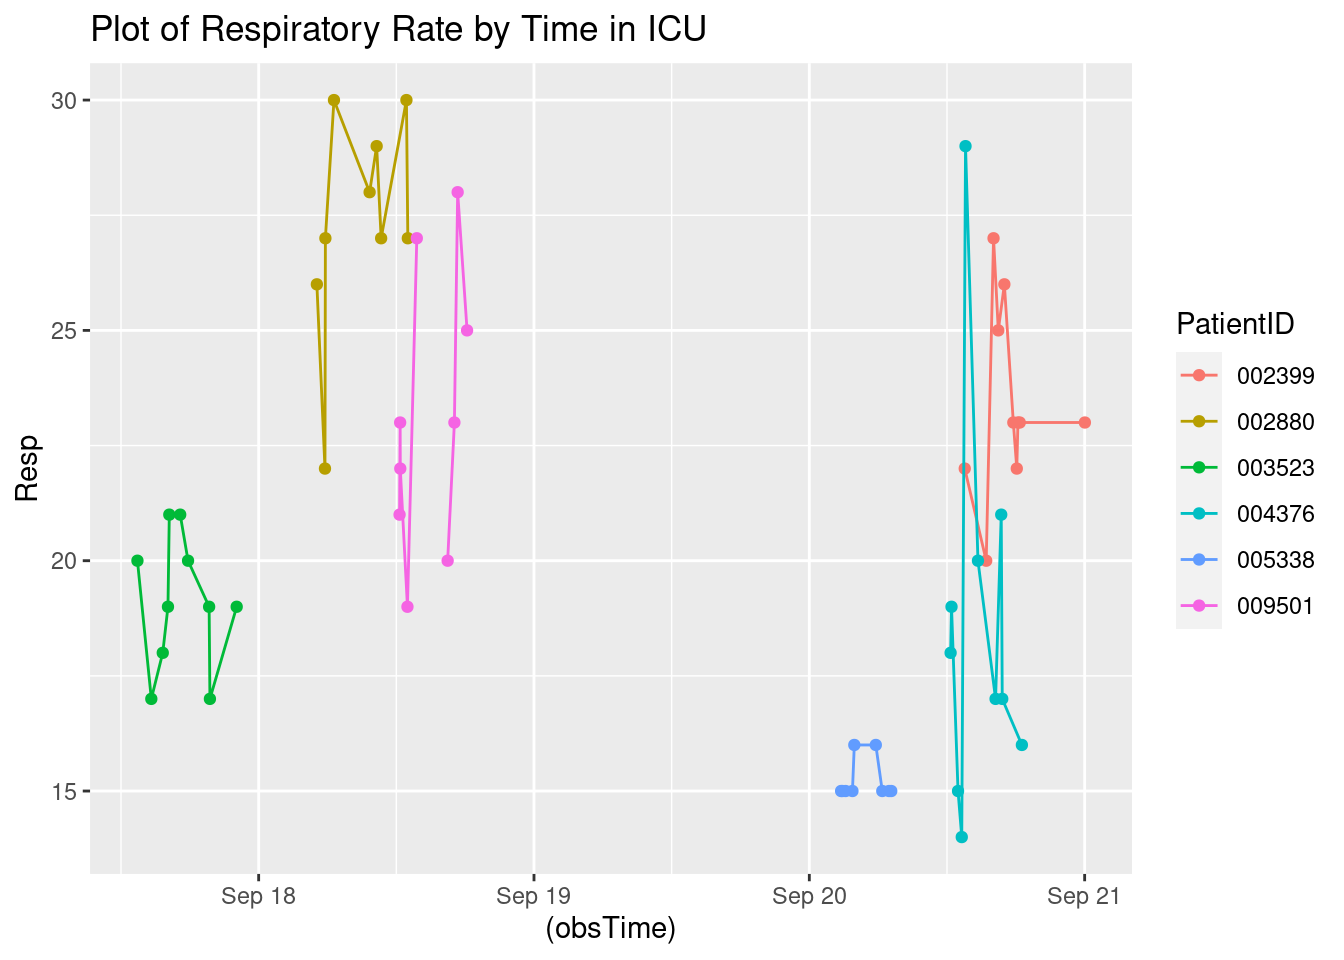 Plot of Respiratory Rate by Time in ICU
30
25
20
15
Resp
Sep 18
Sep 19
Sep 20
Sep 21
(obsTime)
PatientID
002399
002880
003523
004376
005338
009501